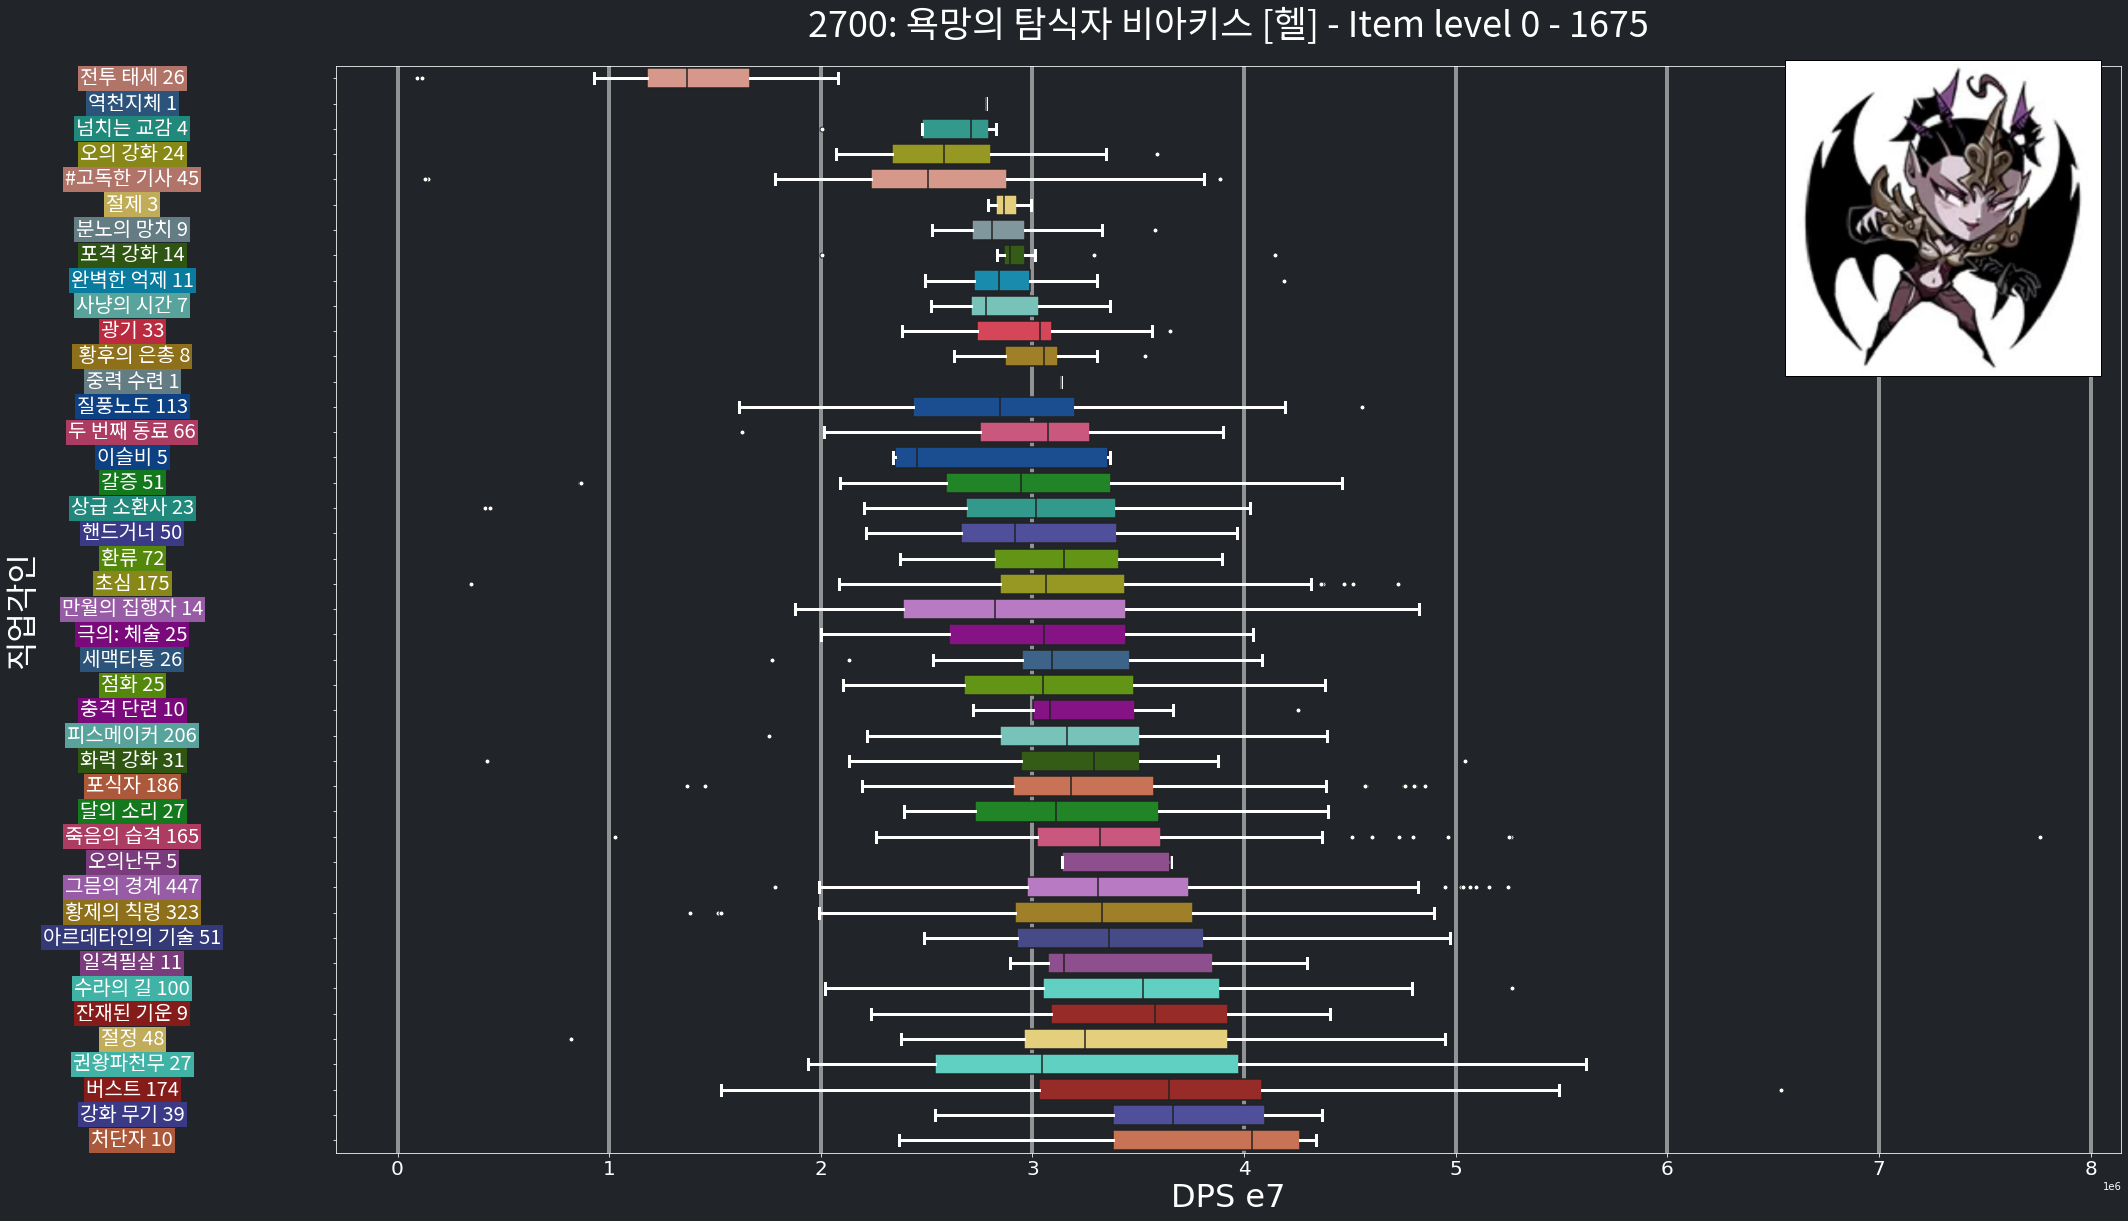 2700: 욕망의 탐식자 비아키스 [헬] - Item level 0 - 1675
전투 태세 26
역천지체 1
넘치는 교감 4
오의 강화 24
#고독한 기사 45
절제 3
분노의 망치 9
포격 강화 14
완벽한 억제 11
사냥의 시간 7
광기 33
황후의 은총 8
중력 수련 1
질풍노도 113
두 번째 동료 66
이슬비 5
갈증 51
상급 소환사 23
핸드거너 50
환류 72
초심 175
만월의 집행자 14
극의: 체술 25
세맥타통 26
점화 25
충격 단련 10
피스메이커 206
화력 강화 31
포식자 186
달의 소리 27
죽음의 습격 165
오의난무 5
그믐의 경계 447
황제의 칙령 323
아르데타인의 기술 51
일격필살 11
수라의 길 100
잔재된 기운 9
절정 48
권왕파천무 27
버스트 174
강화 무기 39
처단자 10
직업각인
0 1 2 3 4 5 6 7 8
1e6
DPS e7